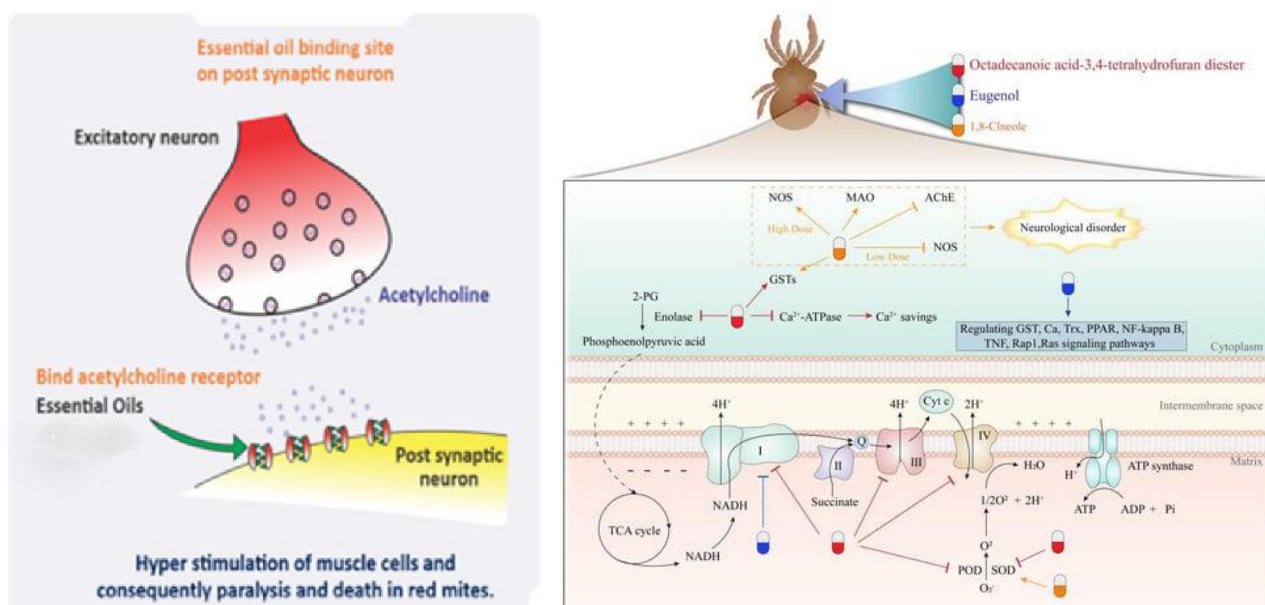 Essential oil binding site
on post synaptic neuron
Excitatory neuron
Acetylcholine
Bind acetylcholine receptor
Essential Oils
Post synaptic
neuron
Hyper stimulation of muscle cells and
consequently paralysis and death in red mites.
Octadecanoic acid-3,4-tetrahydrofuran diester
Eugenol
1,8-Clneole
NOS
MAO
AChE
High Dose
Low Dose
NOS
Neurological disorder
GSTs
2-PG
Enolase
Ca²⁺-ATPase
Ca²⁺ savings
Phosphoenolpyruvic acid
Regulating GST, Ca, Trx, PPAR, NF-kappa B,
TNF, Rap1,Ras signaling pathways
Cytoplasm
Intermembrane space
4H⁺
4H⁺
Cyt c
2H⁺
+ + + +
+ + + +
I
Q
II
III
IV
- - - -
Matrix
H₂O
H⁺
ATP synthase
NADH
Succinate
1/2O² + 2H⁺
ATP
ADP + Pi
TCA cycle
NADH
O²
POD
SOD
O₂⁻